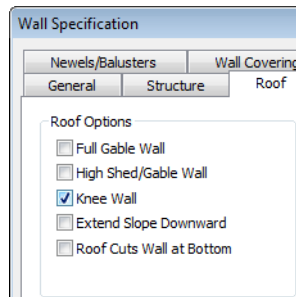 Wall Specification
Newels/Balusters Wall Covering
General Structure Roof
Roof Options
Full Gable Wall
High Shed/Gable Wall
Knee Wall
Extend Slope Downward
Roof Cuts Wall at Bottom